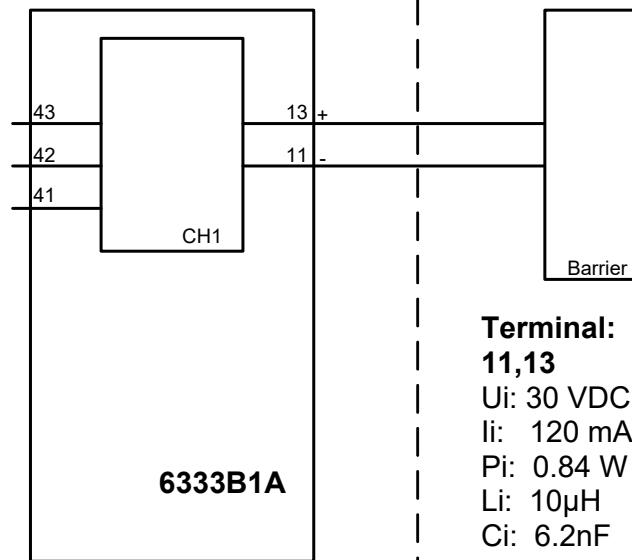 43
13 +
42
11 -
41
CH1
Barrier
Terminal:
11,13
Ui: 30 VDC
Ii: 120 mA
Pi: 0.84 W
Li: 10µH
Ci: 6.2nF
6333B1A